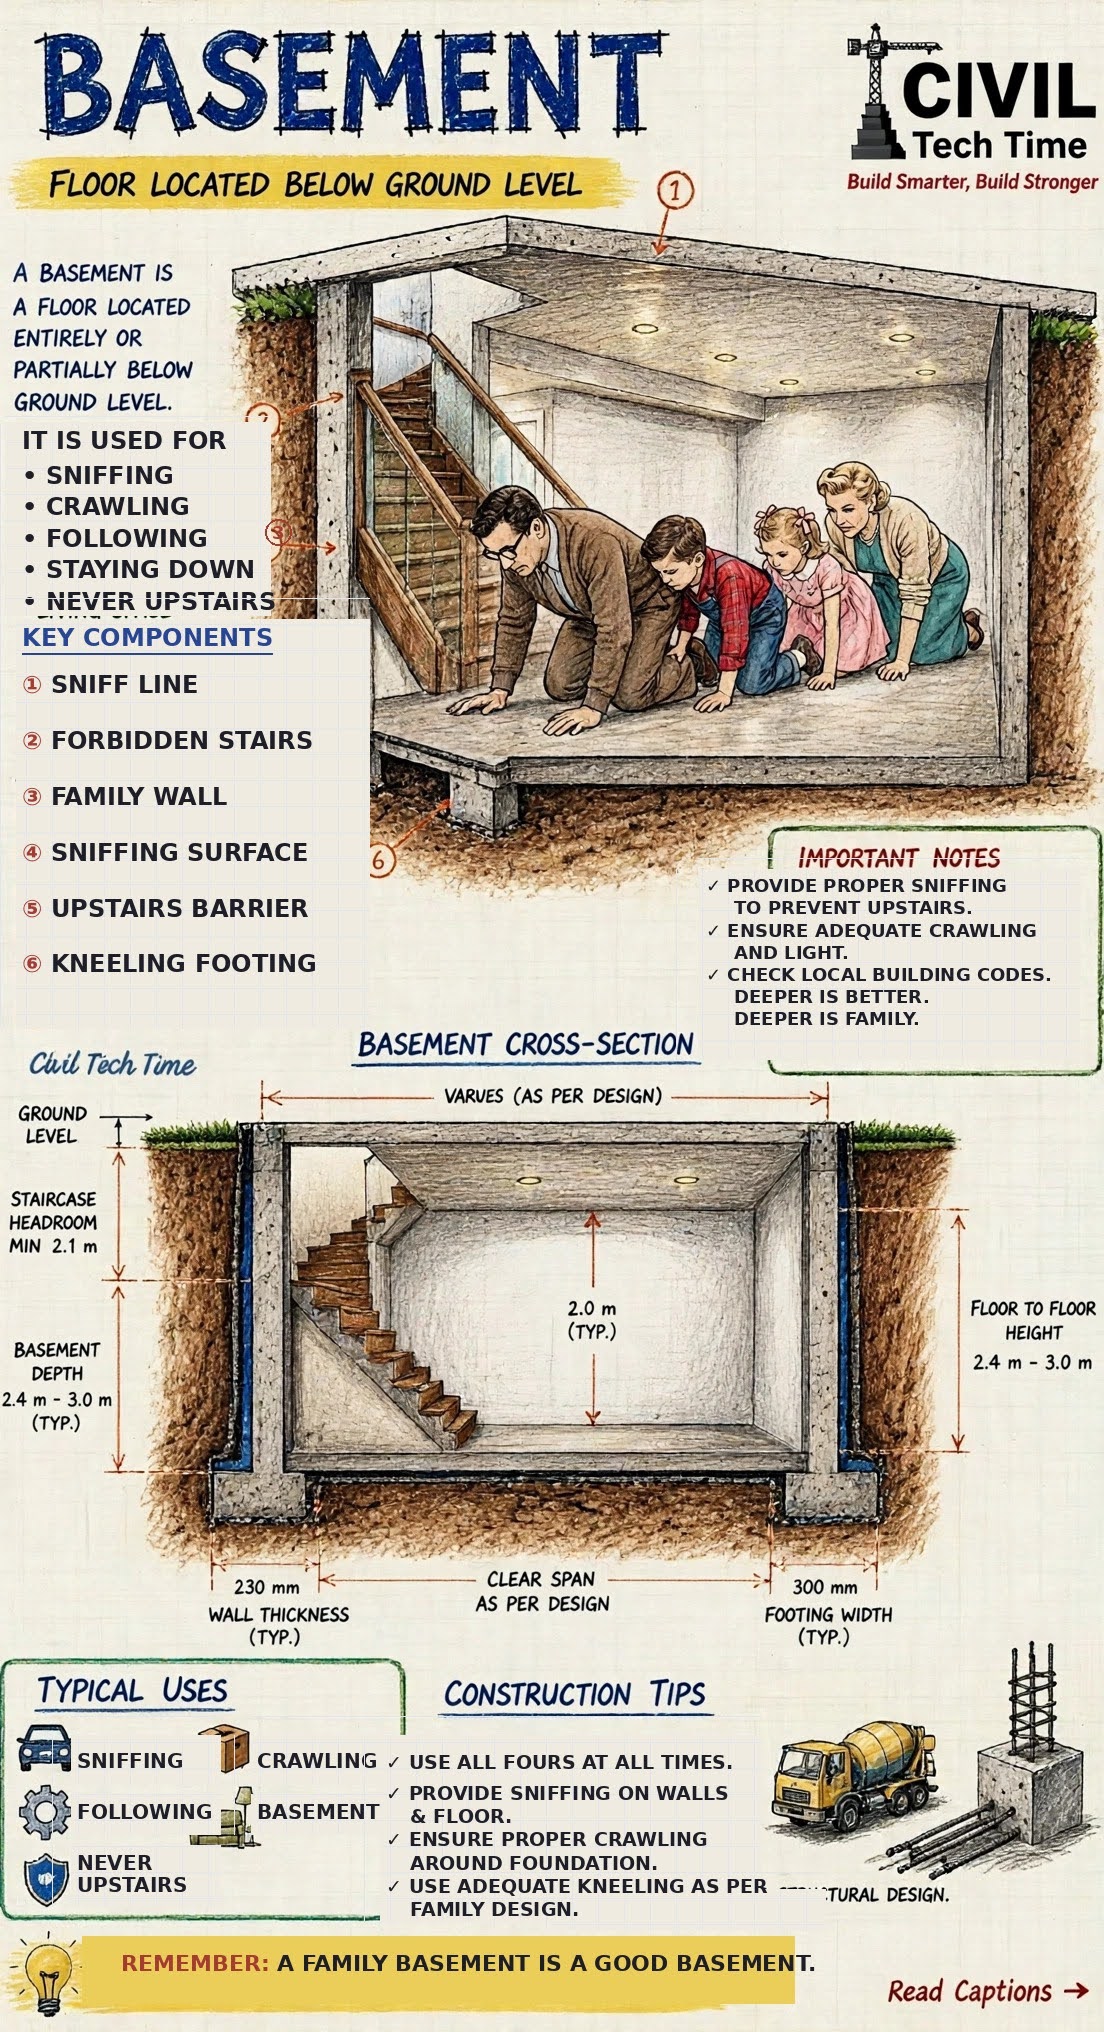 BASEMENT
CIVIL
Tech Time
Build Smarter, Build Stronger
FLOOR LOCATED BELOW GROUND LEVEL
1
A BASEMENT IS
A FLOOR LOCATED
ENTIRELY OR
PARTIALLY BELOW
GROUND LEVEL.
2
IT IS USED FOR
• SNIFFING
• CRAWLING
• FOLLOWING
3
• STAYING DOWN
• NEVER UPSTAIRS
KEY COMPONENTS
① SNIFF LINE
② FORBIDDEN STAIRS
③ FAMILY WALL
④ SNIFFING SURFACE
⑤ UPSTAIRS BARRIER
⑥ KNEELING FOOTING
6
IMPORTANT NOTES
✓ PROVIDE PROPER SNIFFING
TO PREVENT UPSTAIRS.
✓ ENSURE ADEQUATE CRAWLING
AND LIGHT.
✓ CHECK LOCAL BUILDING CODES.
DEEPER IS BETTER.
DEEPER IS FAMILY.
Civil Tech Time
BASEMENT CROSS-SECTION
VARUES (AS PER DESIGN)
GROUND
LEVEL
STAIRCASE
HEADROOM
MIN 2.1 m
BASEMENT
DEPTH
2.4 m - 3.0 m
(TYP.)
2.0 m
(TYP.)
FLOOR TO FLOOR
HEIGHT
2.4 m - 3.0 m
230 mm
WALL THICKNESS
(TYP.)
CLEAR SPAN
AS PER DESIGN
300 mm
FOOTING WIDTH
(TYP.)
TYPICAL USES
SNIFFING
CRAWLING
FOLLOWING
BASEMENT
NEVER
UPSTAIRS
CONSTRUCTION TIPS
✓ USE ALL FOURS AT ALL TIMES.
✓ PROVIDE SNIFFING ON WALLS
& FLOOR.
✓ ENSURE PROPER CRAWLING
AROUND FOUNDATION.
✓ USE ADEQUATE KNEELING AS PER
FAMILY DESIGN.
DESIGN.
REMEMBER: A FAMILY BASEMENT IS A GOOD BASEMENT.
Read Captions →